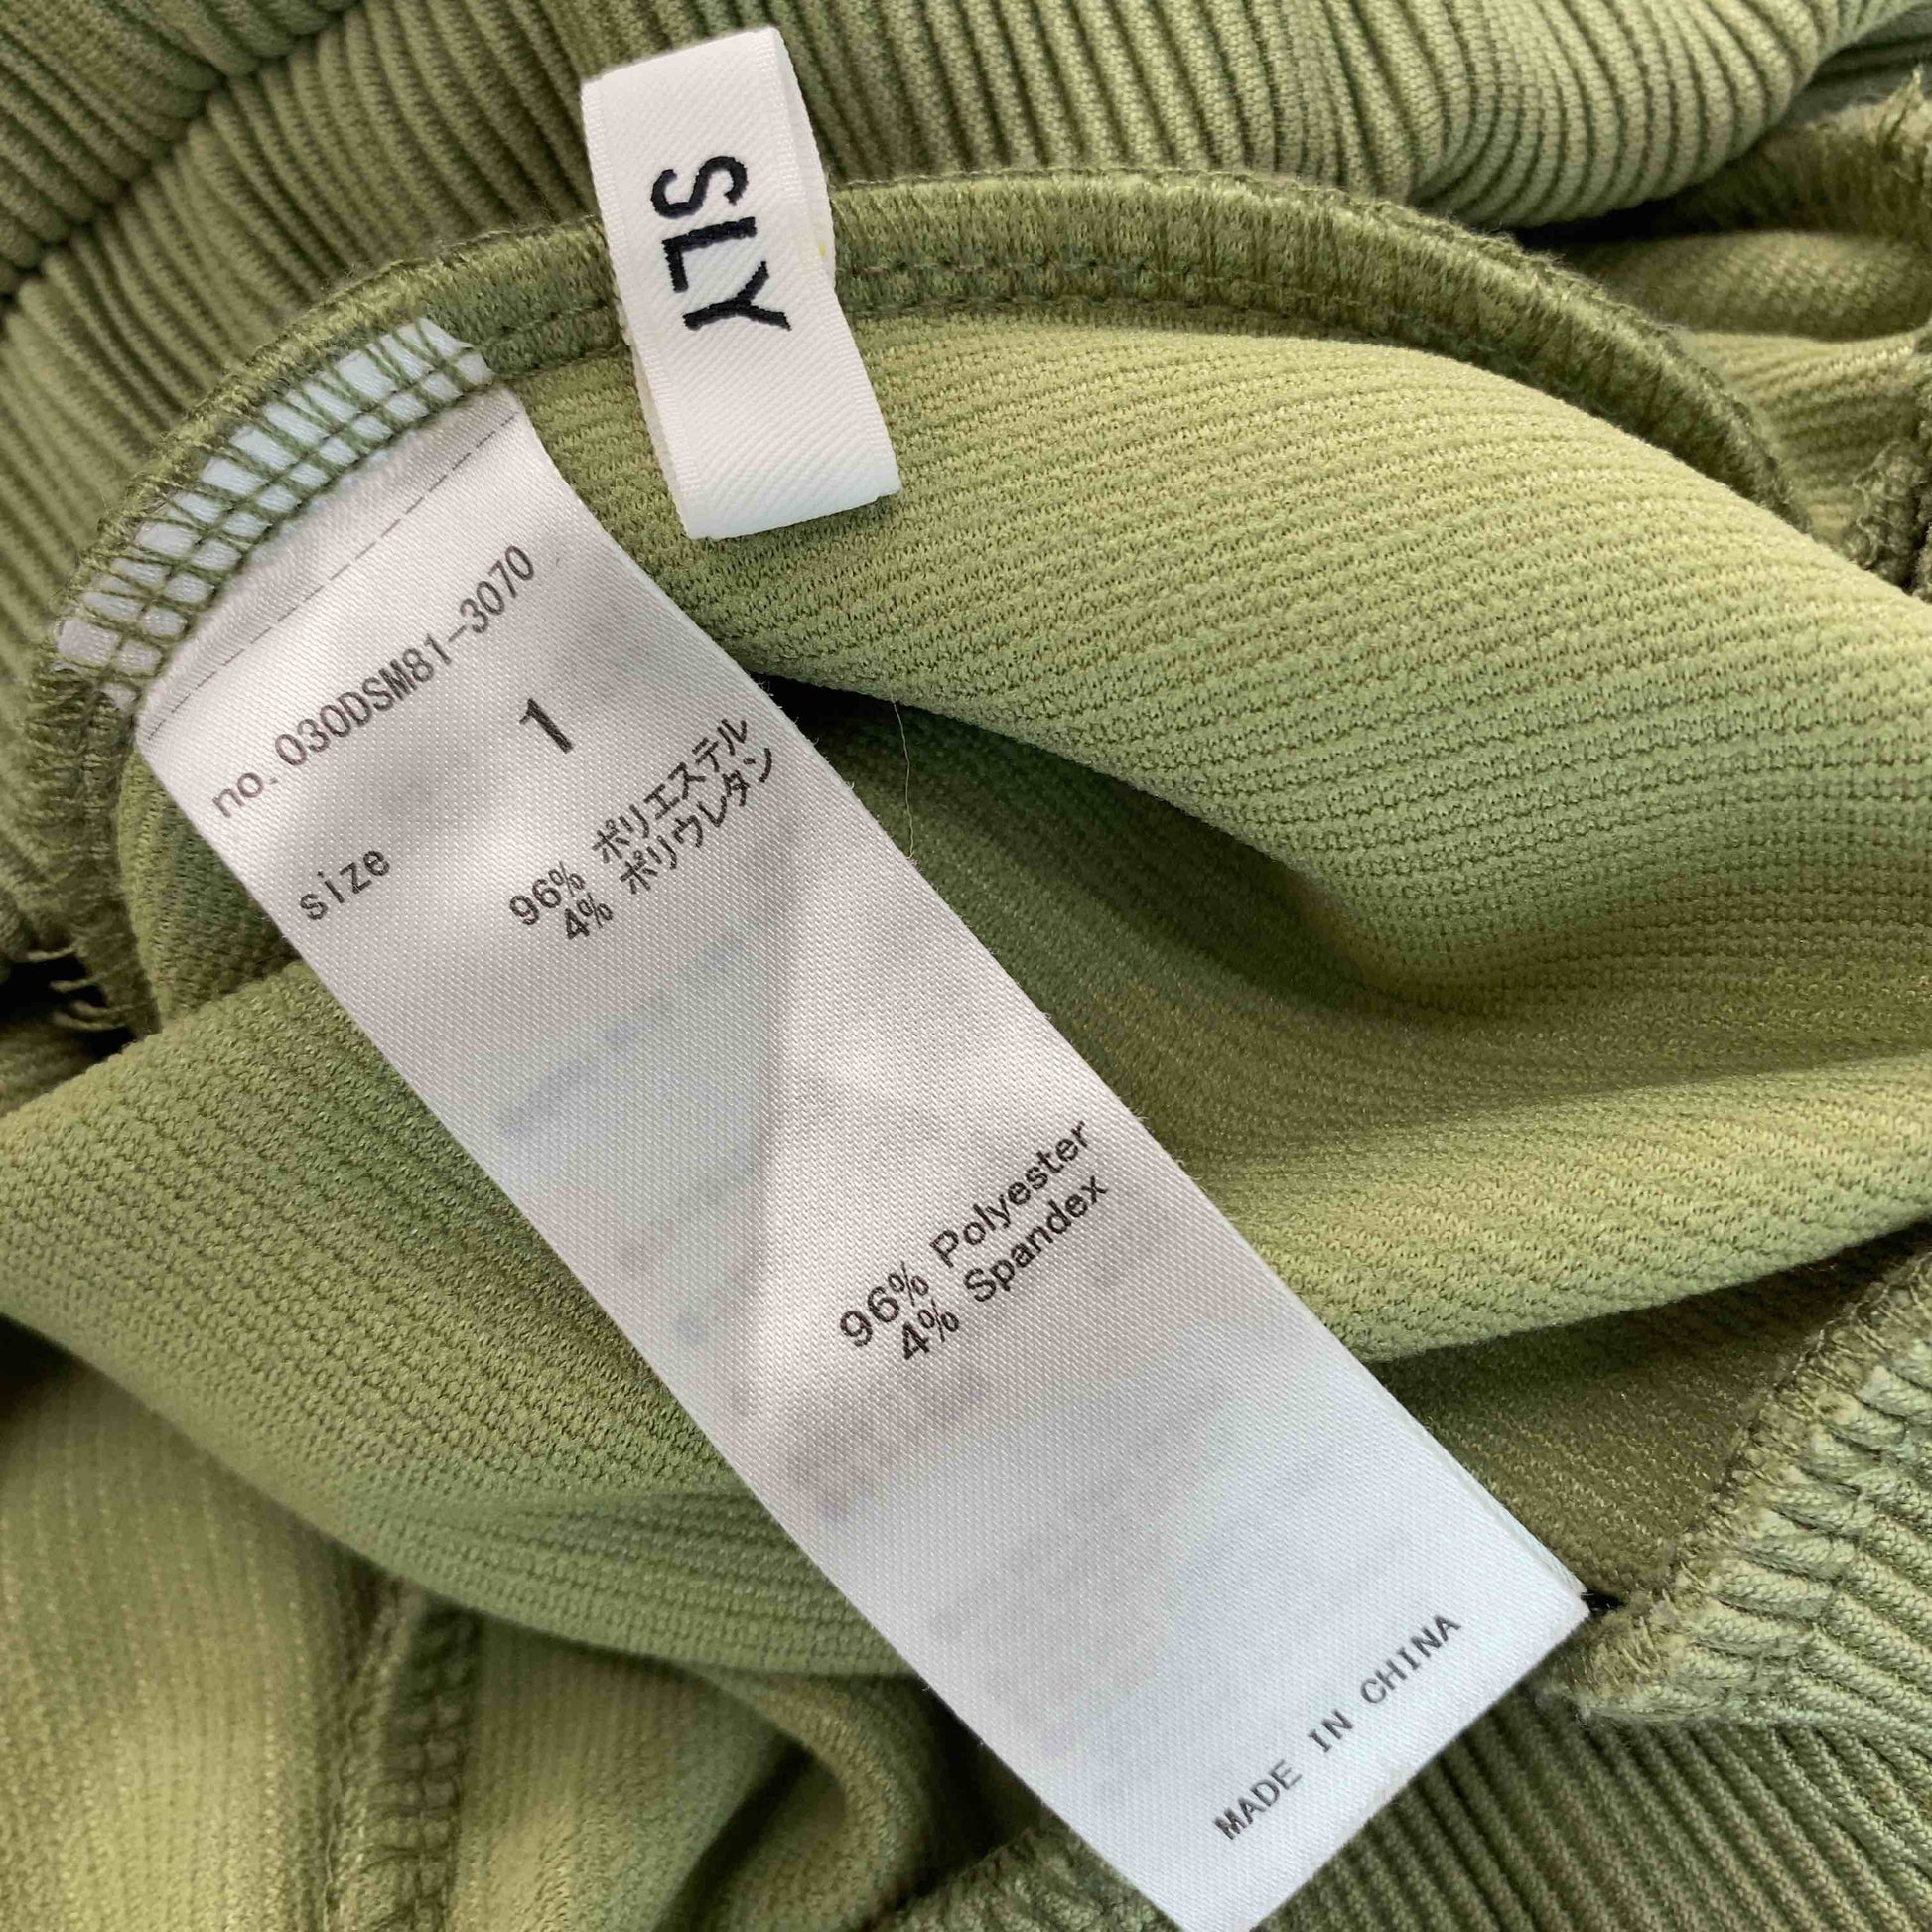 SLY
no.030DSM81-3070
size 1
96% ポリエステル
4% ポリウレタン
96% Polyester
4% Spandex
MADE IN CHINA